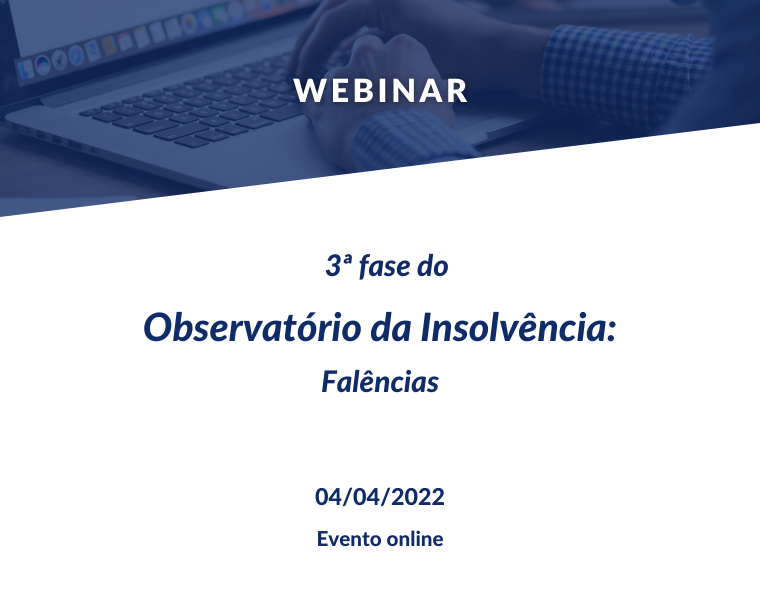 WEBINAR
3ª fase do
Observatório da Insolvência:
Falências
04/04/2022
Evento online